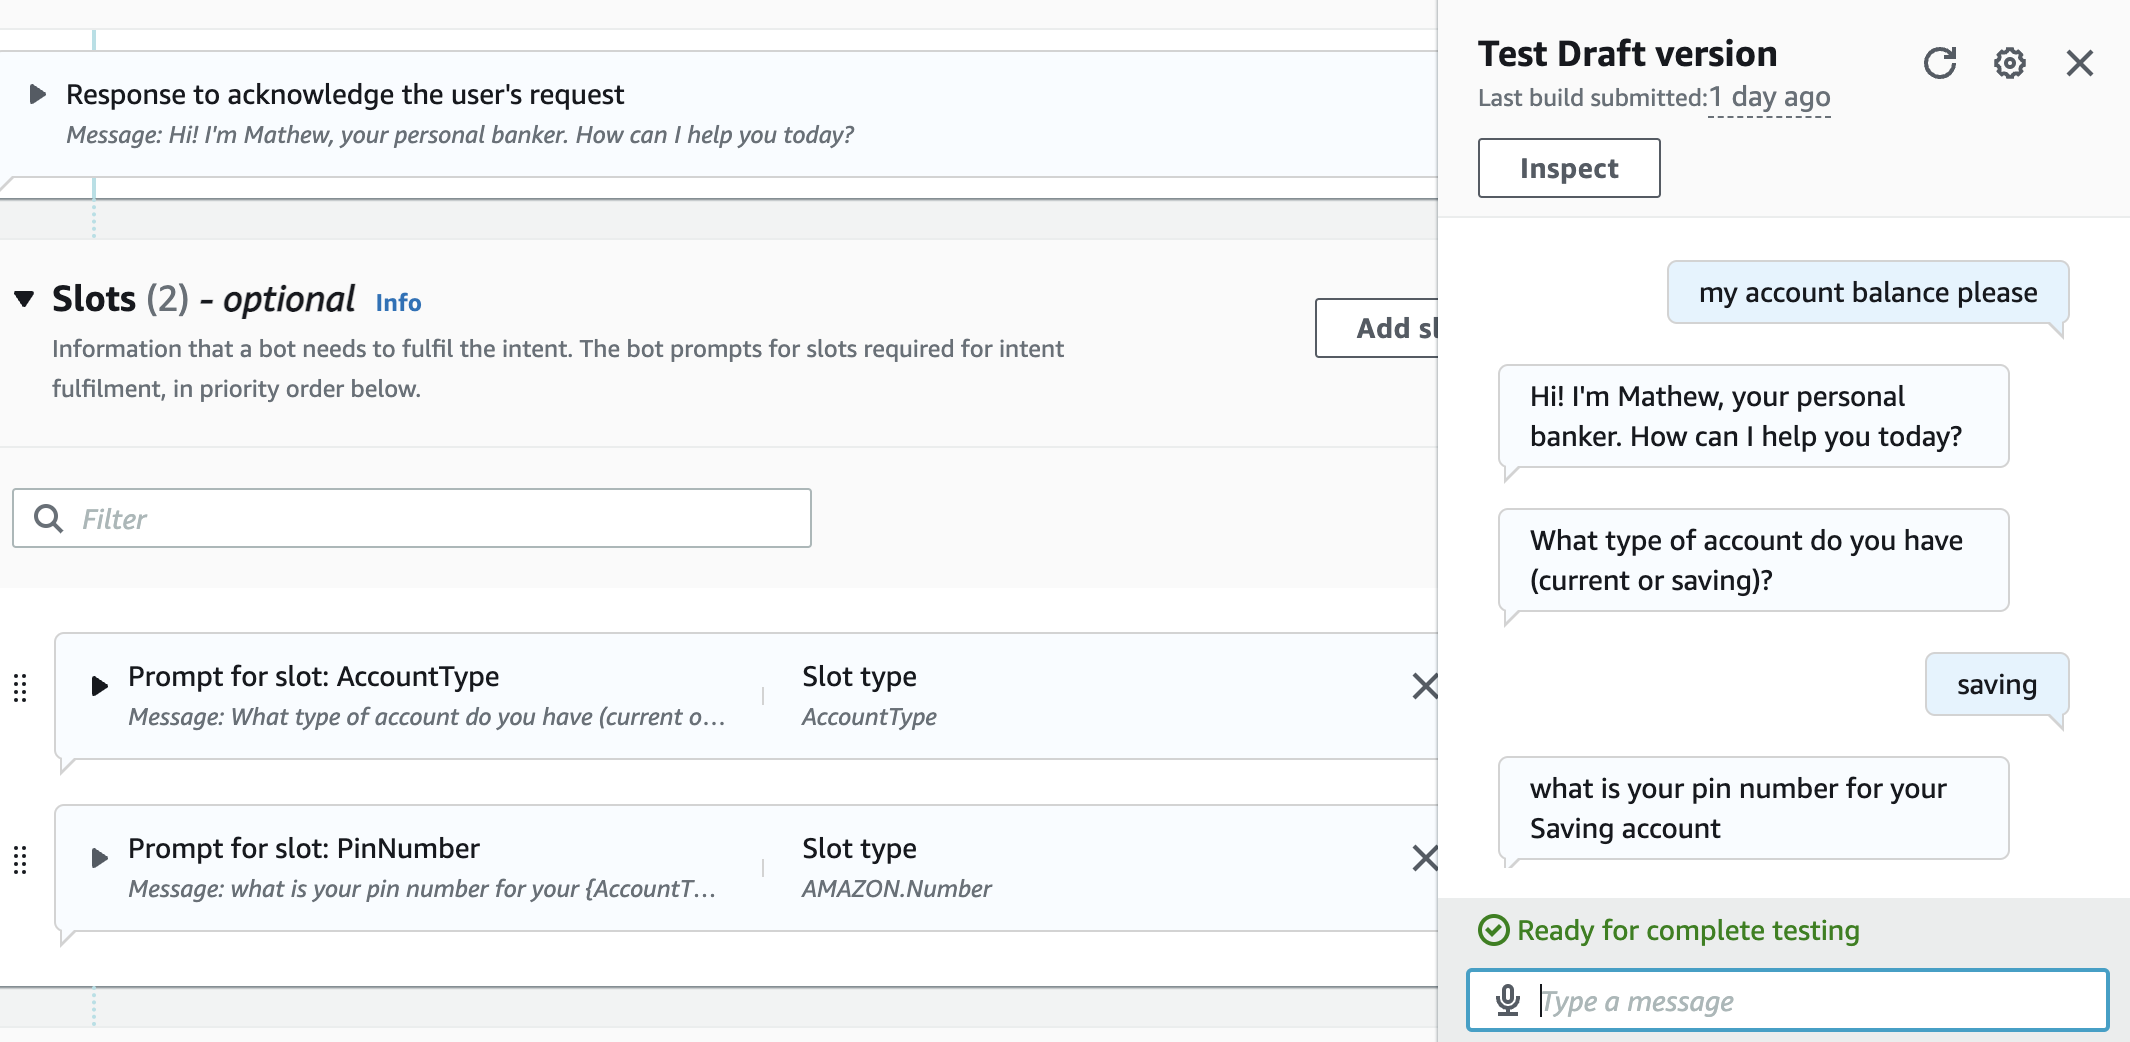 Response to acknowledge the user's request
Message: Hi! I'm Mathew, your personal banker. How can I help you today?
Slots (2) - optional Info
Information that a bot needs to fulfil the intent. The bot prompts for slots required for intent
fulfilment, in priority order below.
Add sl
Filter
Prompt for slot: AccountType
Message: What type of account do you have (current o...
Slot type
AccountType
Prompt for slot: PinNumber
Message: what is your pin number for your {AccountT...
Slot type
AMAZON.Number
Test Draft version
Last build submitted:1 day ago
Inspect
my account balance please
Hi! I'm Mathew, your personal
banker. How can I help you today?
What type of account do you have
(current or saving)?
saving
what is your pin number for your
Saving account
Ready for complete testing
Type a message